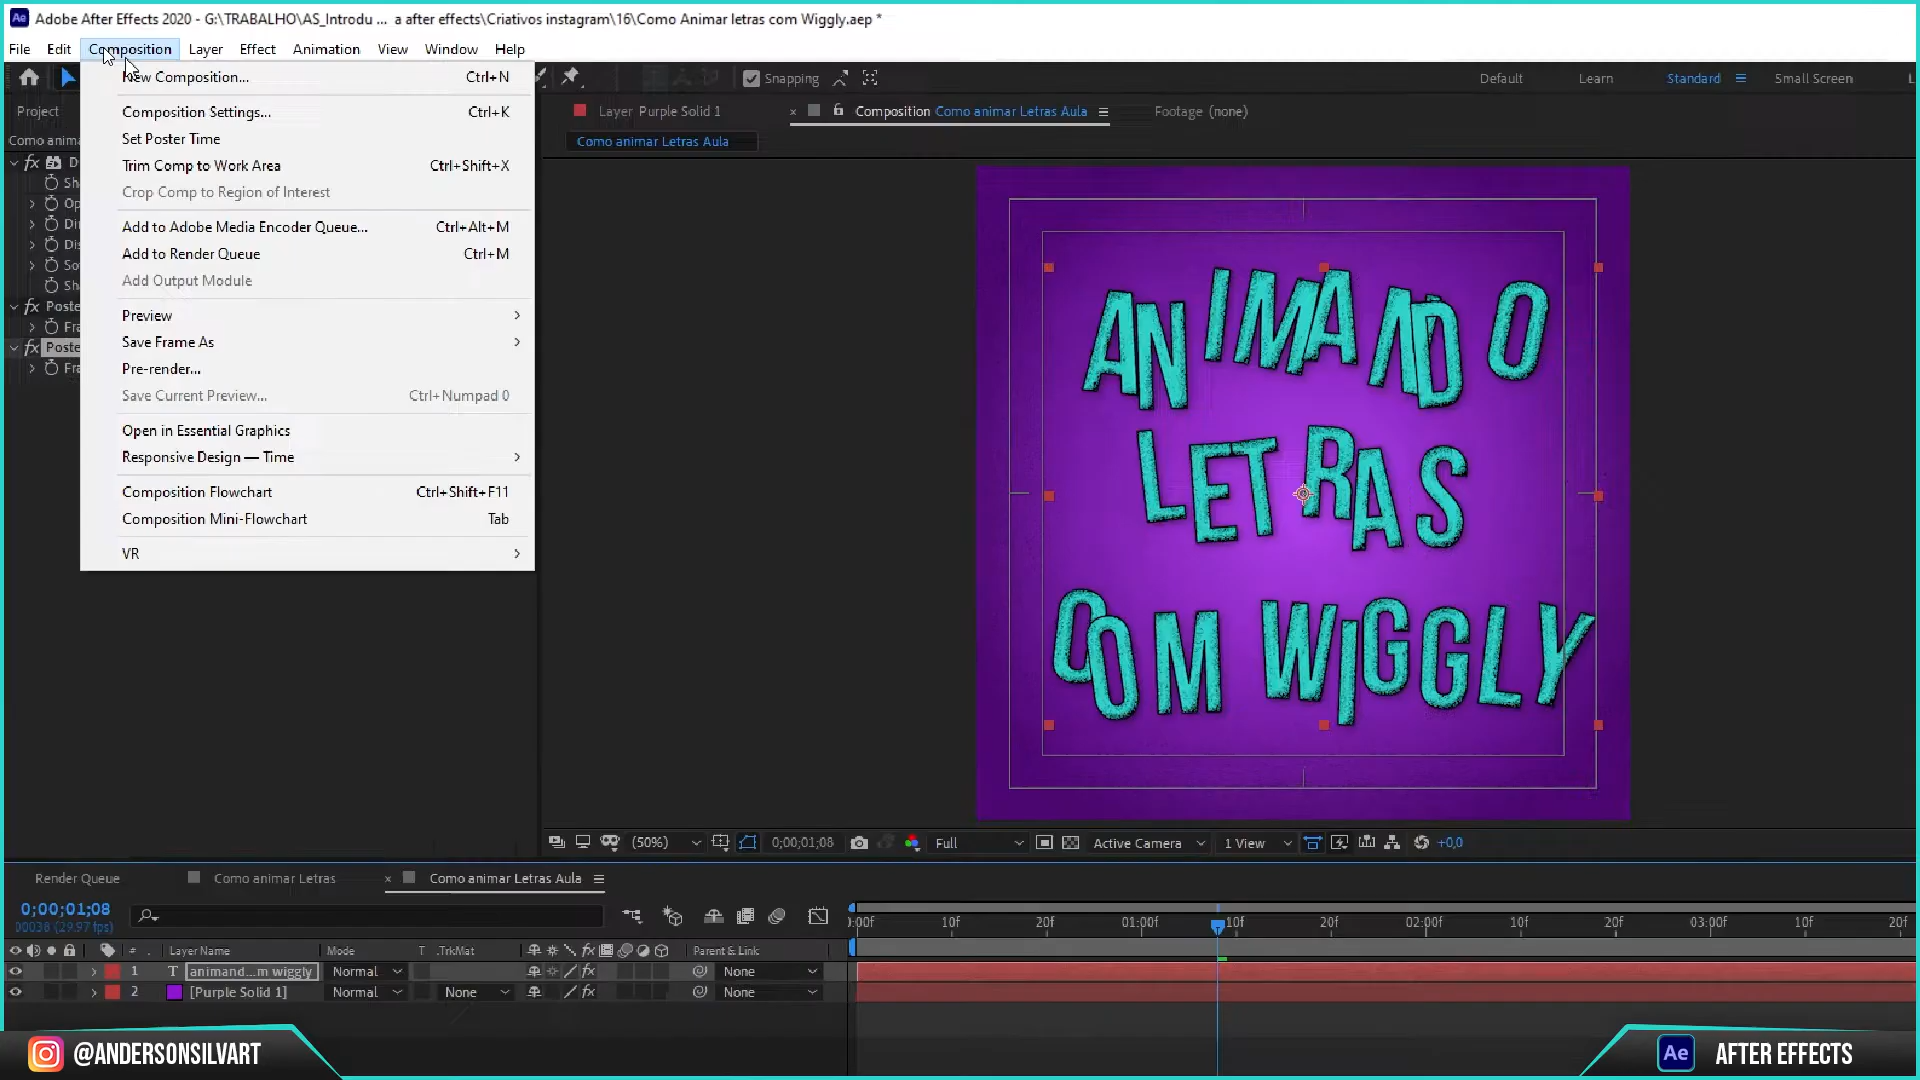 Adobe After Effects 2020 - G:\TRABALHO\AS_Introdu ... a after effects\Criativos instagram\16\Como Animar letras com Wiggly.aep *
File Edit Composition Layer Effect Animation View Window Help
New Composition... Ctrl+N
Snapping
Default Learn Standard Small Screen
Project
Composition Settings... Ctrl+K
Layer Purple Solid 1
Composition Como animar Letras Aula
Footage (none)
Set Poster Time
Como animar Letras Aula
Trim Comp to Work Area Ctrl+Shift+X
Crop Comp to Region of Interest
Add to Adobe Media Encoder Queue... Ctrl+Alt+M
Add to Render Queue Ctrl+M
Add Output Module
Preview
Save Frame As
Pre-render...
Save Current Preview... Ctrl+Numpad 0
Open in Essential Graphics
Responsive Design — Time
Composition Flowchart Ctrl+Shift+F11
Composition Mini-Flowchart Tab
VR
ANIMANDO
LETRAS
COM WIGGLY
(50%) 0;00;01;08 Full Active Camera 1 View +0,0
Render Queue Como animar Letras Como animar Letras Aula
0;00;01;08
00038 (29.97 fps)
10f 20f 01:00f 10f 20f 02:00f 10f 20f 03:00f 10f 20f
# Layer Name Mode T .TrkMat fx Parent & Link
1 T animand...m wiggly Normal fx None
2 [Purple Solid 1] Normal None fx None
@ANDERSONSILVART
Ae AFTER EFFECTS